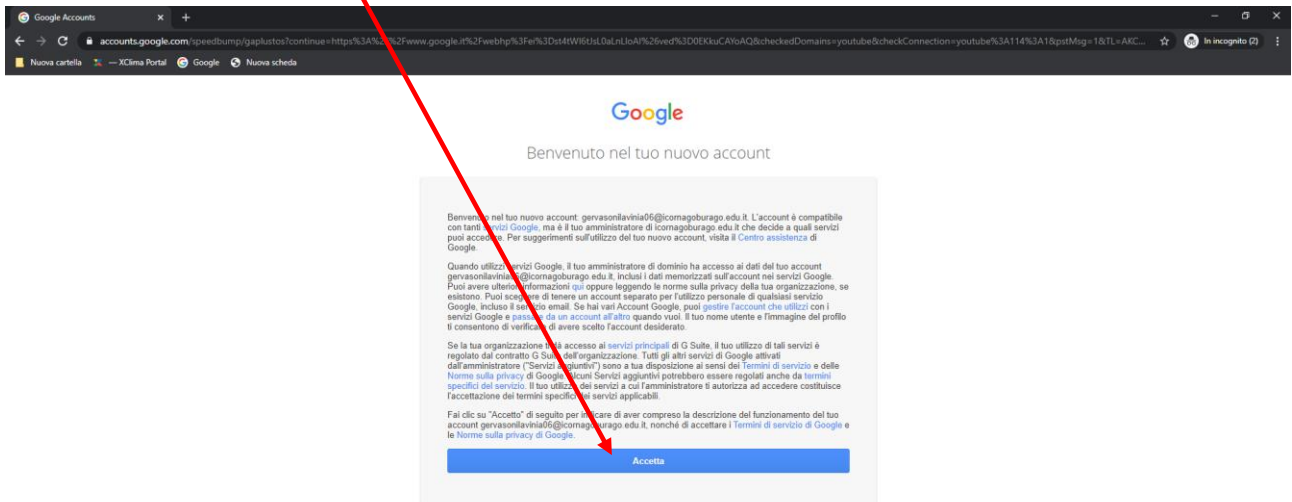 Google Accounts
accounts.google.com/speedbump/gaplustos?continue=https%3A% %2Fwww.google.it%2Fwebhp%3Fei%3Dst4tWI6tJsL0aLnLloAI%26ved%3D0EKkuCAYoAQ&checkedDomains=youtube&checkConnection=youtube%3A114%3A1&pstMsg=1&TL=AKC...
In incognito (2)
Nuova cartella — XClima Portal Google Nuova scheda
Google
Benvenuto nel tuo nuovo account
Benvenuto nel tuo nuovo account: gervasonilavinia06@icornagoburago.edu.it. L'account è compatibile
con tanti servizi Google, ma è il tuo amministratore di icornagoburago.edu.it che decide a quali servizi
puoi accedere. Per suggerimenti sull'utilizzo del tuo nuovo account, visita il Centro assistenza di
Google.
Quando utilizzi servizi Google, il tuo amministratore di dominio ha accesso ai dati del tuo account
gervasonilavinia06@icornagoburago.edu.it, inclusi i dati memorizzati sull'account nei servizi Google.
Puoi avere ulteriori informazioni qui oppure leggendo le norme sulla privacy della tua organizzazione, se
esistono. Puoi scegliere di tenere un account separato per l'utilizzo personale di qualsiasi servizio
Google, incluso il servizio email. Se hai vari Account Google, puoi gestire l'account che utilizzi con i
servizi Google e passare da un account all'altro quando vuoi. Il tuo nome utente e l'immagine del profilo
ti consentono di verificare di avere scelto l'account desiderato.
Se la tua organizzazione ti dà accesso ai servizi principali di G Suite, il tuo utilizzo di tali servizi è
regolato dal contratto G Suite dell'organizzazione. Tutti gli altri servizi di Google attivati
dall'amministratore ("Servizi aggiuntivi") sono a tua disposizione ai sensi dei Termini di servizio e delle
Norme sulla privacy di Google. Alcuni Servizi aggiuntivi potrebbero essere regolati anche da termini
specifici del servizio. Il tuo utilizzo dei servizi a cui l'amministratore ti autorizza ad accedere costituisce
l'accettazione dei termini specifici dei servizi applicabili.
Fai clic su "Accetto" di seguito per indicare di aver compreso la descrizione del funzionamento del tuo
account gervasonilavinia06@icornagoburago.edu.it, nonché di accettare i Termini di servizio di Google e
le Norme sulla privacy di Google.
Accetta